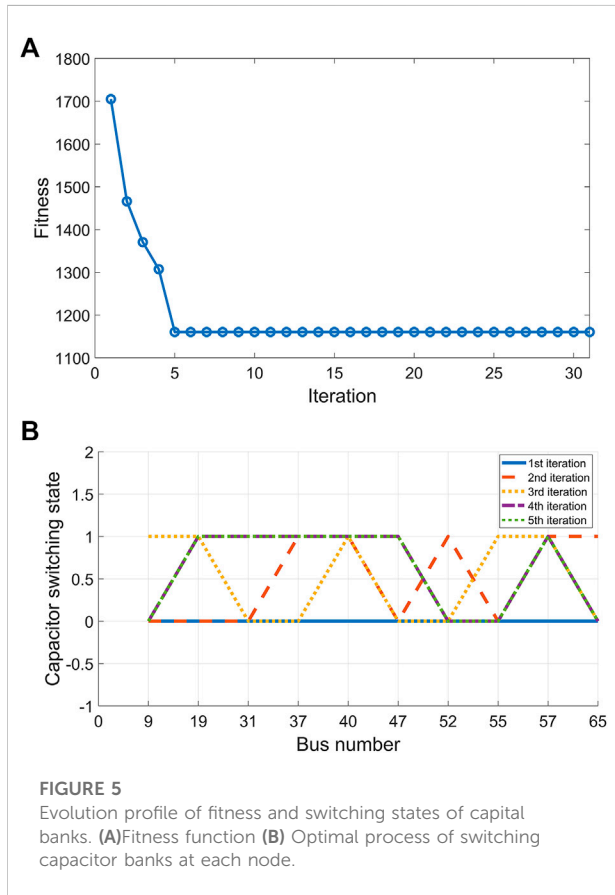 A
1800
1700
1600
1500
1400
1300
1200
1100
Fitness
0 5 10 15 20 25 30
Iteration
B
2
1.5
1
0.5
0
-0.5
-1
Capacitor switching state
1st iteration
2nd iteration
3rd iteration
4th iteration
5th iteration
0 9 19 31 37 40 47 52 55 57 65
Bus number
FIGURE 5
Evolution profile of fitness and switching states of capital
banks. (A)Fitness function (B) Optimal process of switching
capacitor banks at each node.